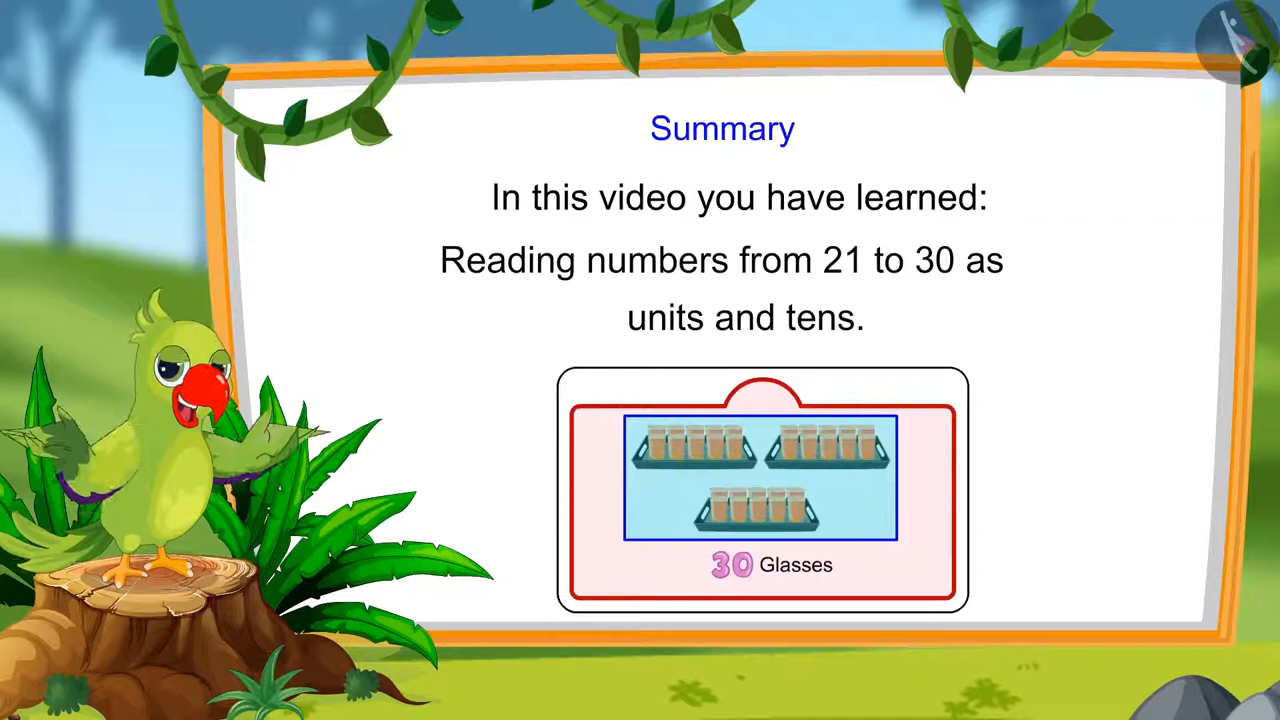 Summary
In this video you have learned:
Reading numbers from 21 to 30 as
units and tens.
30 Glasses